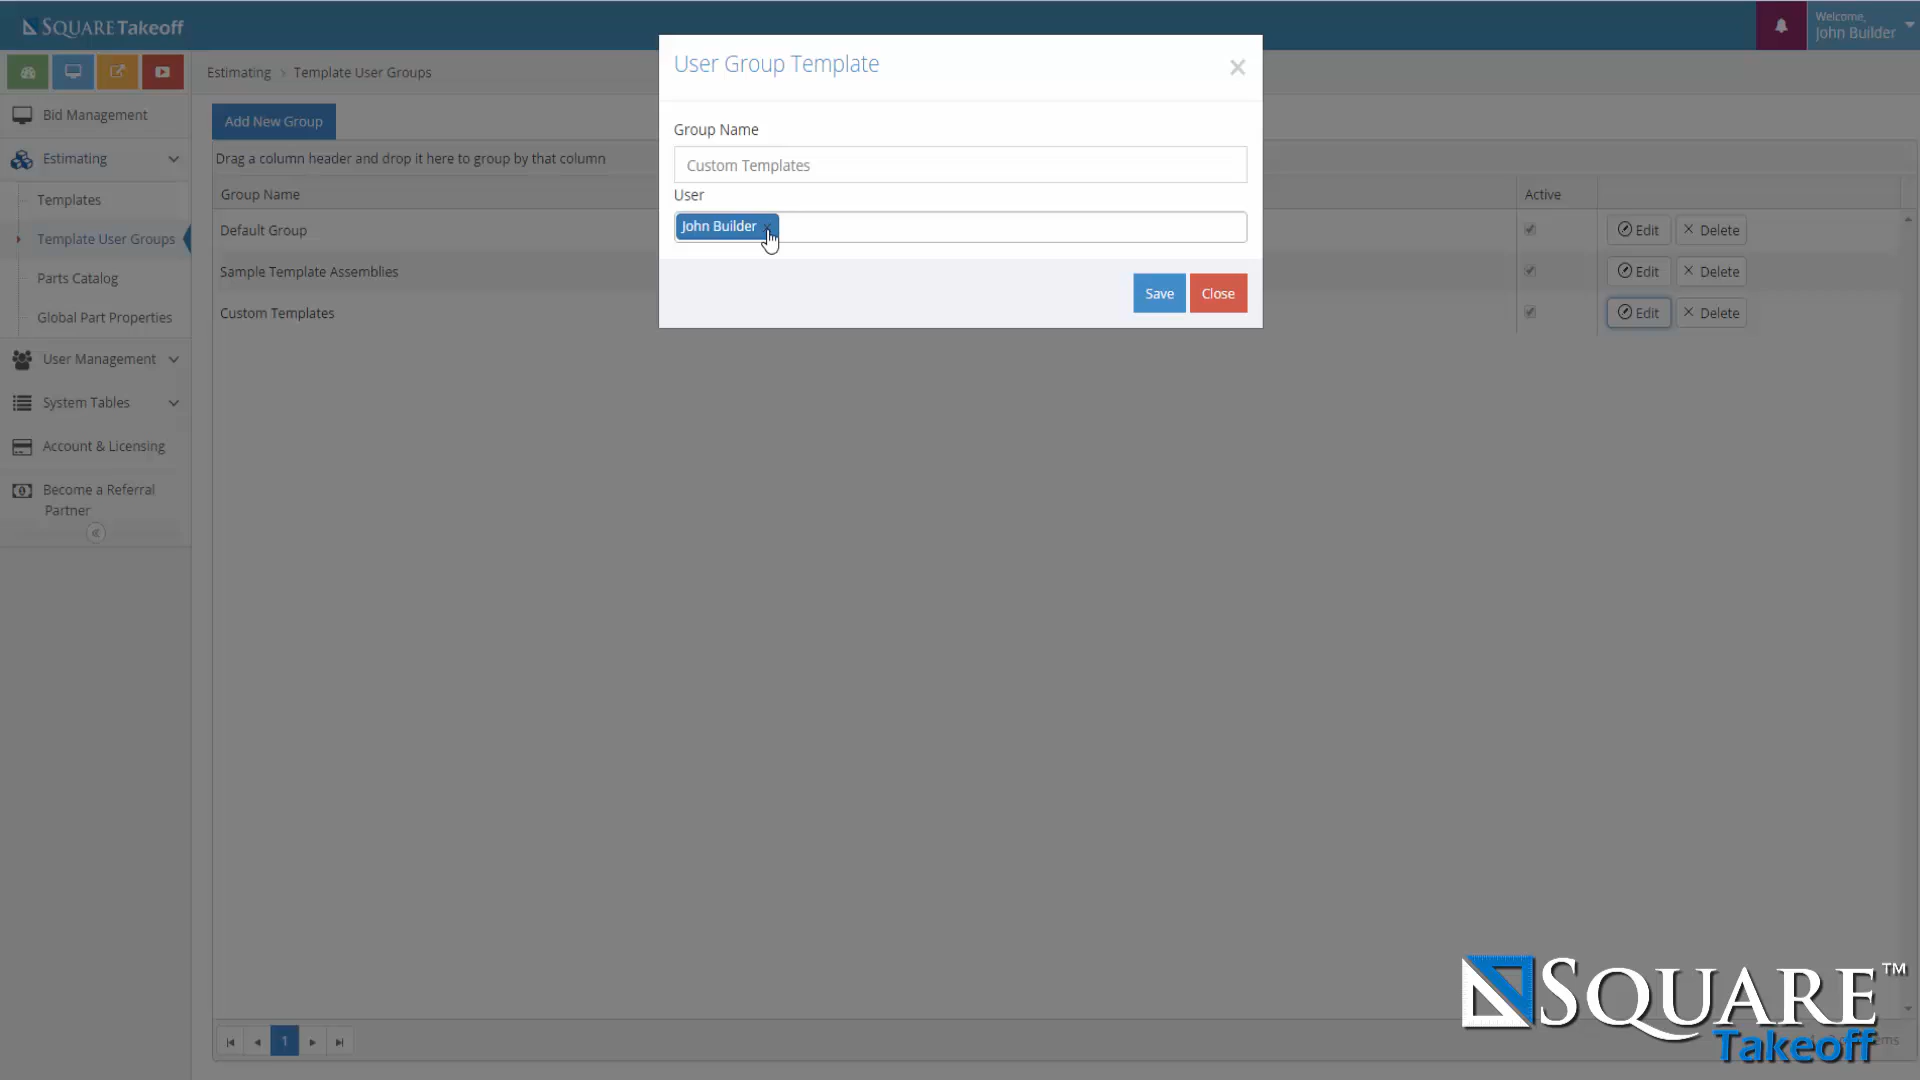 SQUARE Takeoff
Welcome,
John Builder
Estimating > Template User Groups
Bid Management
Estimating
Templates
Template User Groups
Parts Catalog
Global Part Properties
User Management
System Tables
Account & Licensing
Become a Referral
Partner
Add New Group
Drag a column header and drop it here to group by that column
Group Name Active
Default Group Edit Delete
Sample Template Assemblies Edit Delete
Custom Templates Edit Delete
User Group Template
Group Name
Custom Templates
User
John Builder
Save Close
1
SQUARE™
Takeoff